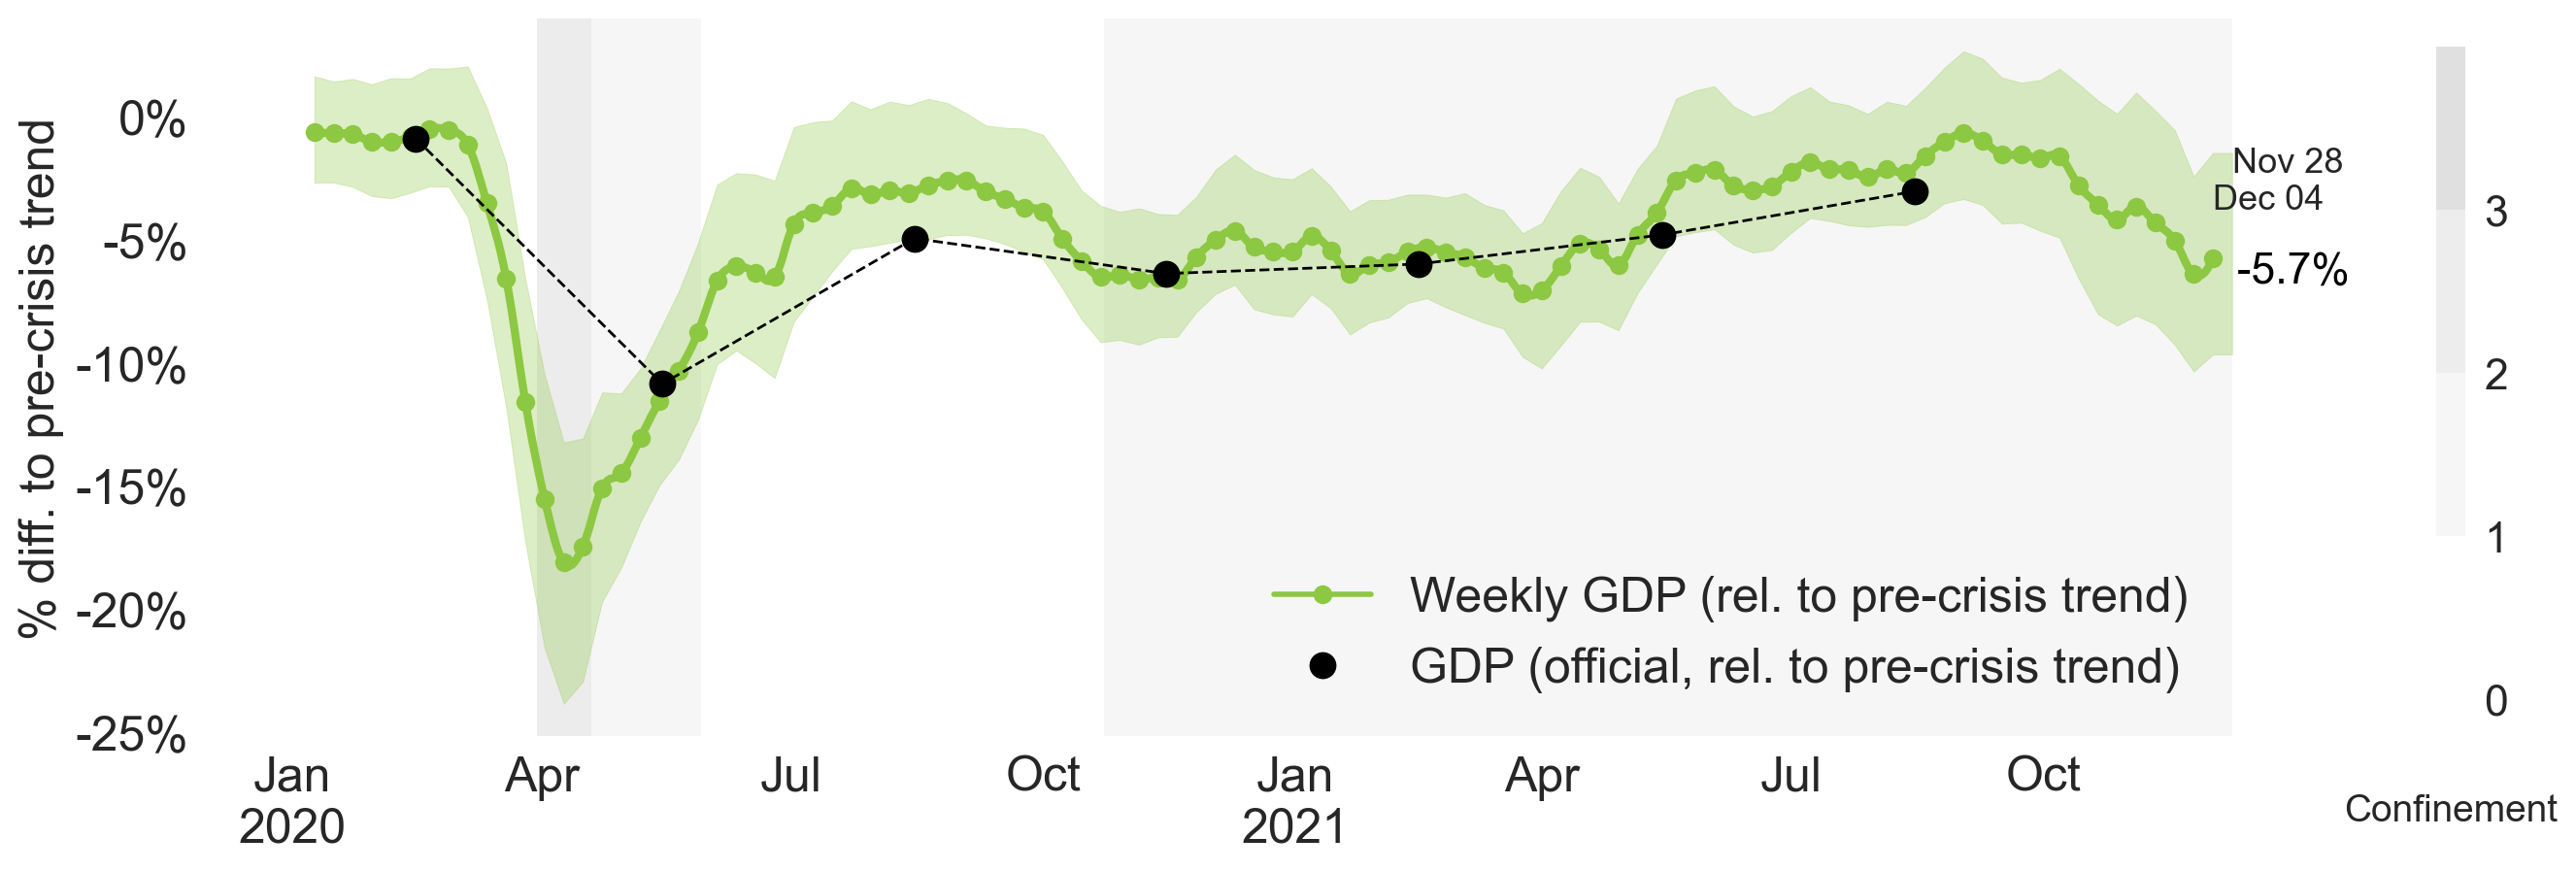 % diff. to pre-crisis trend
0%
-5%
-10%
-15%
-20%
-25%
Jan
2020
Apr
Jul
Oct
Jan
2021
Apr
Jul
Oct
Nov 28
Dec 04
-5.7%
Weekly GDP (rel. to pre-crisis trend)
GDP (official, rel. to pre-crisis trend)
3
2
1
0
Confinement